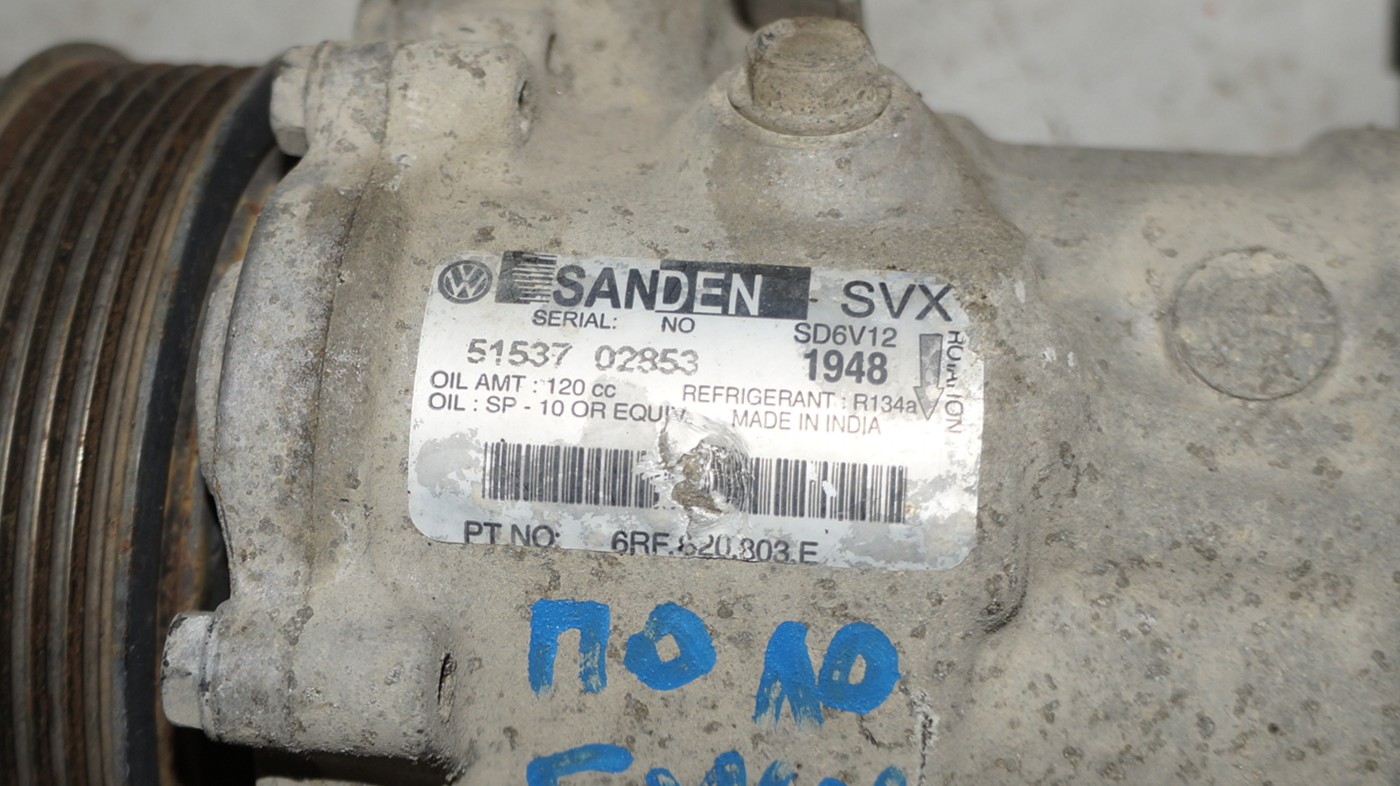 SANDEN SVX
SERIAL: NO SD6V12
51537 02853 1948
ROTATION
OIL AMT : 120 cc REFRIGERANT : R134a
OIL : SP - 10 OR EQUIV. MADE IN INDIA
PT NO: 6RF.820.803.E
ПОЛО